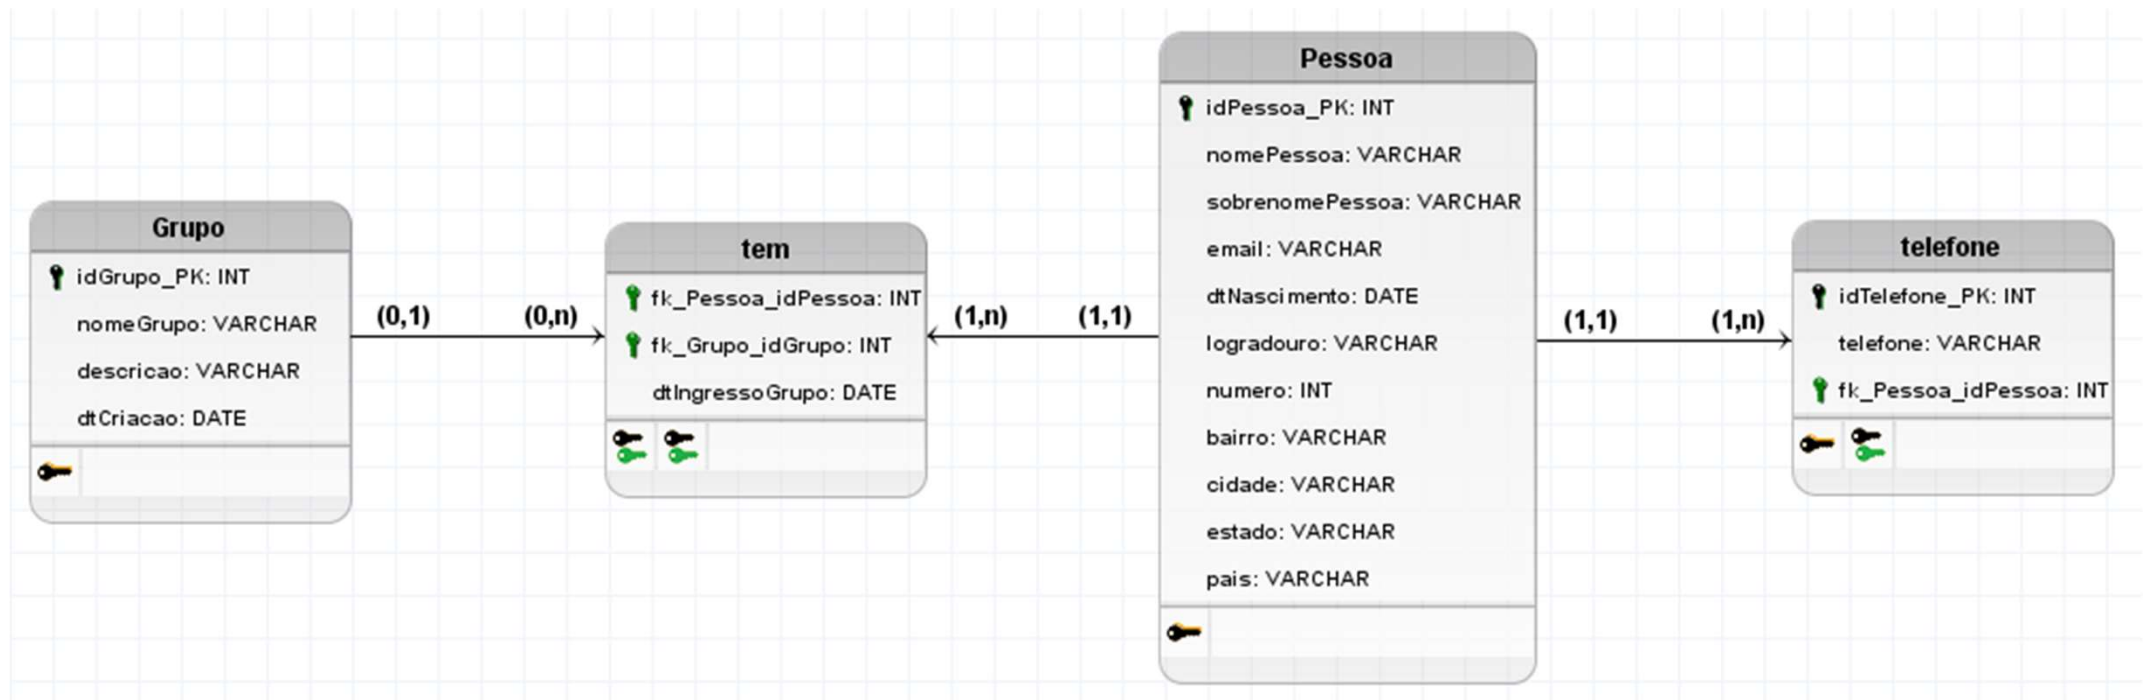 Grupo
idGrupo_PK: INT
nomeGrupo: VARCHAR
descricao: VARCHAR
dtCriacao: DATE
(0,1)
(0,n)
tem
fk_Pessoa_idPessoa: INT
fk_Grupo_idGrupo: INT
dtIngressoGrupo: DATE
(1,n)
(1,1)
Pessoa
idPessoa_PK: INT
nomePessoa: VARCHAR
sobrenomePessoa: VARCHAR
email: VARCHAR
dtNascimento: DATE
logradouro: VARCHAR
numero: INT
bairro: VARCHAR
cidade: VARCHAR
estado: VARCHAR
pais: VARCHAR
(1,1)
(1,n)
telefone
idTelefone_PK: INT
telefone: VARCHAR
fk_Pessoa_idPessoa: INT